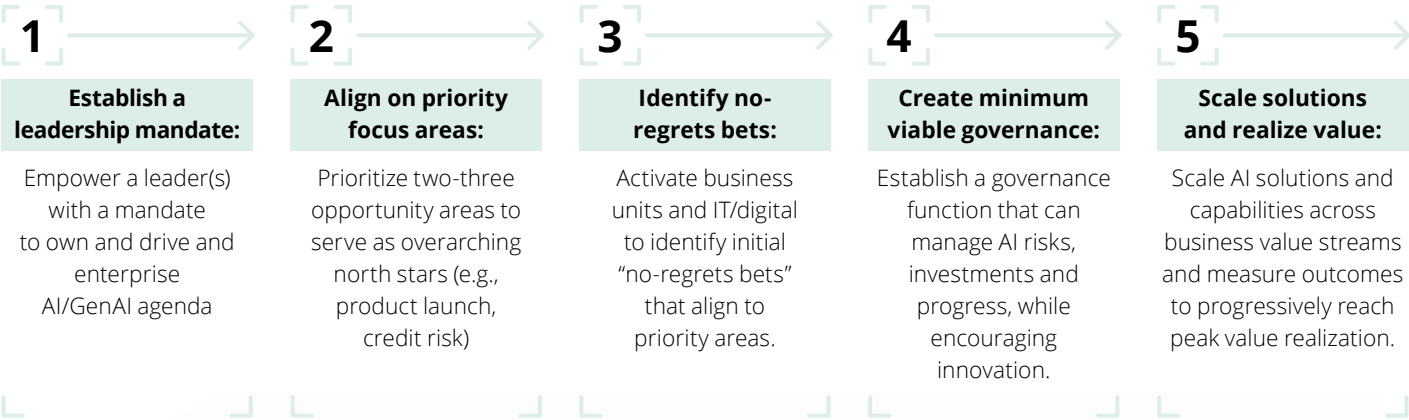 1
Establish a
leadership mandate:
Empower a leader(s)
with a mandate
to own and drive and
enterprise
AI/GenAI agenda
2
Align on priority
focus areas:
Prioritize two-three
opportunity areas to
serve as overarching
north stars (e.g.,
product launch,
credit risk)
3
Identify no-
regrets bets:
Activate business
units and IT/digital
to identify initial
“no-regrets bets”
that align to
priority areas.
4
Create minimum
viable governance:
Establish a governance
function that can
manage AI risks,
investments and
progress, while
encouraging
innovation.
5
Scale solutions
and realize value:
Scale AI solutions and
capabilities across
business value streams
and measure outcomes
to progressively reach
peak value realization.